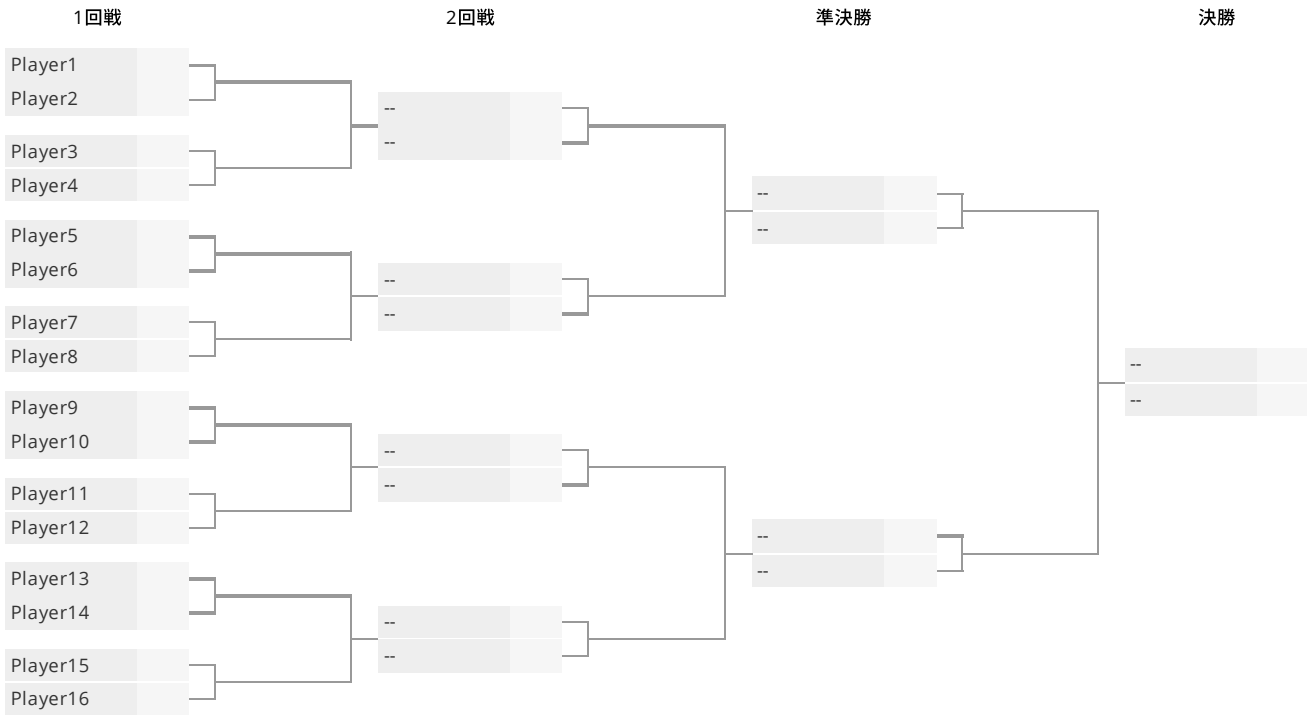 1回戦
2回戦
準決勝
決勝
Player1
Player2
Player3
Player4
Player5
Player6
Player7
Player8
Player9
Player10
Player11
Player12
Player13
Player14
Player15
Player16
--
--
--
--
--
--
--
--
--
--
--
--
--
--